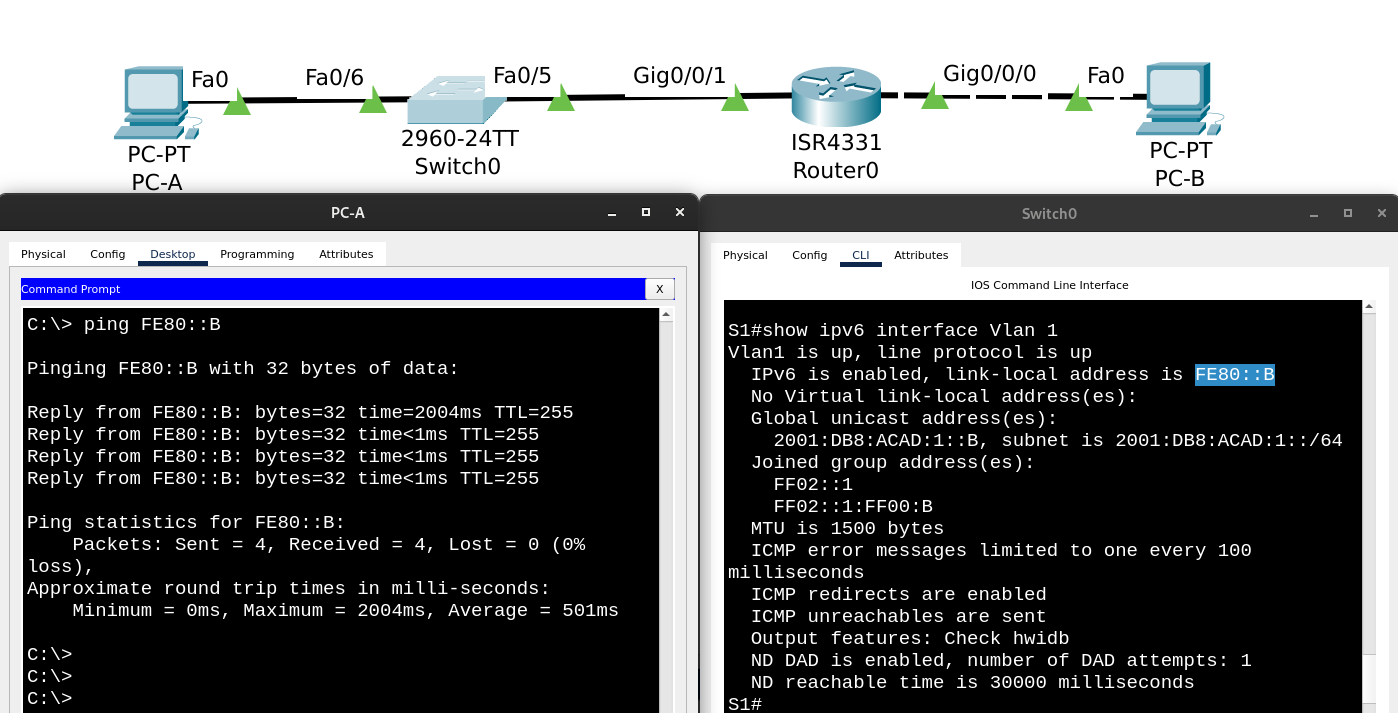 Fa0
Fa0/6
Fa0/5
Gig0/0/1
Gig0/0/0
Fa0
PC-PT
PC-A
2960-24TT
Switch0
ISR4331
Router0
PC-PT
PC-B
PC-A
Physical Config Desktop Programming Attributes
Command Prompt X
C:\> ping FE80::B
Pinging FE80::B with 32 bytes of data:
Reply from FE80::B: bytes=32 time=2004ms TTL=255
Reply from FE80::B: bytes=32 time<1ms TTL=255
Reply from FE80::B: bytes=32 time<1ms TTL=255
Reply from FE80::B: bytes=32 time<1ms TTL=255
Ping statistics for FE80::B:
Packets: Sent = 4, Received = 4, Lost = 0 (0%
loss),
Approximate round trip times in milli-seconds:
Minimum = 0ms, Maximum = 2004ms, Average = 501ms
C:\>
C:\>
C:\>
Switch0
Physical Config CLI Attributes
IOS Command Line Interface
S1#show ipv6 interface Vlan 1
Vlan1 is up, line protocol is up
IPv6 is enabled, link-local address is FE80::B
No Virtual link-local address(es):
Global unicast address(es):
2001:DB8:ACAD:1::B, subnet is 2001:DB8:ACAD:1::/64
Joined group address(es):
FF02::1
FF02::1:FF00:B
MTU is 1500 bytes
ICMP error messages limited to one every 100
milliseconds
ICMP redirects are enabled
ICMP unreachables are sent
Output features: Check hwidb
ND DAD is enabled, number of DAD attempts: 1
ND reachable time is 30000 milliseconds
S1#